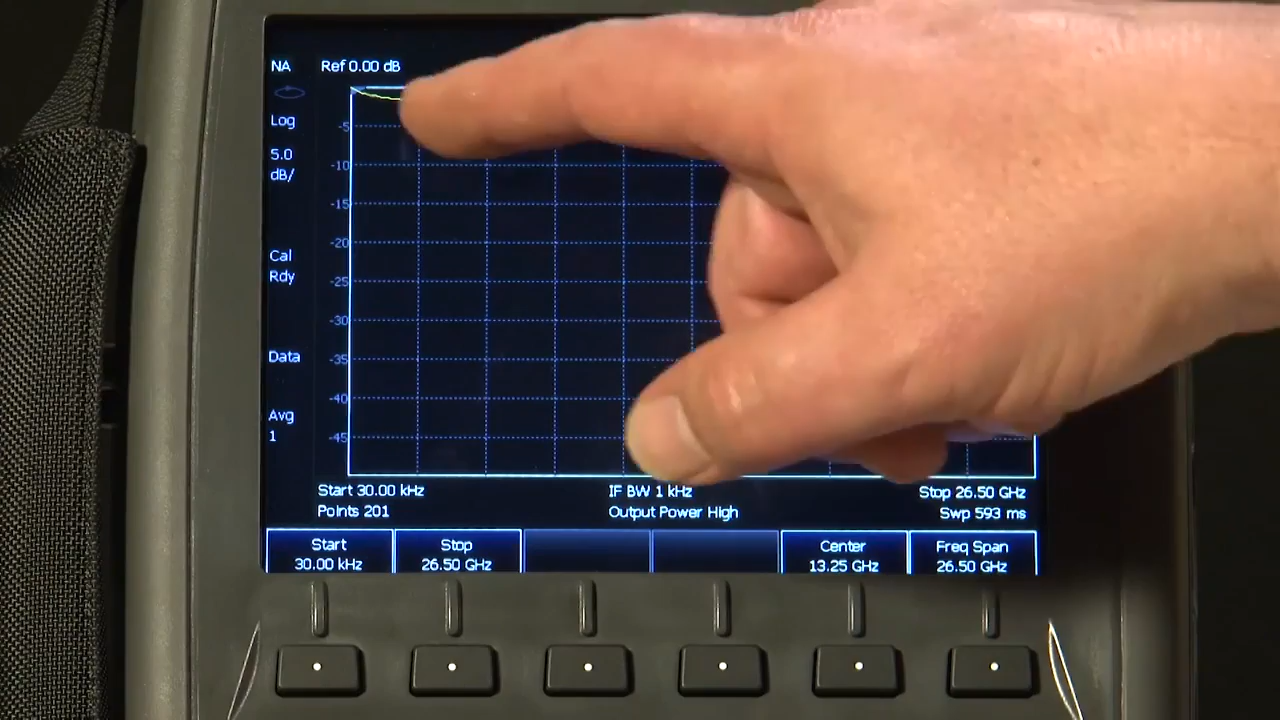 NA
Ref 0.00 dB
Log
5.0
dB/
Cal
Rdy
Data
Avg
1
-5
-10
-15
-20
-25
-30
-35
-40
-45
Start 30.00 kHz
IF BW 1 kHz
Stop 26.50 GHz
Points 201
Output Power High
Swp 593 ms
Start
30.00 kHz
Stop
26.50 GHz
Center
13.25 GHz
Freq Span
26.50 GHz